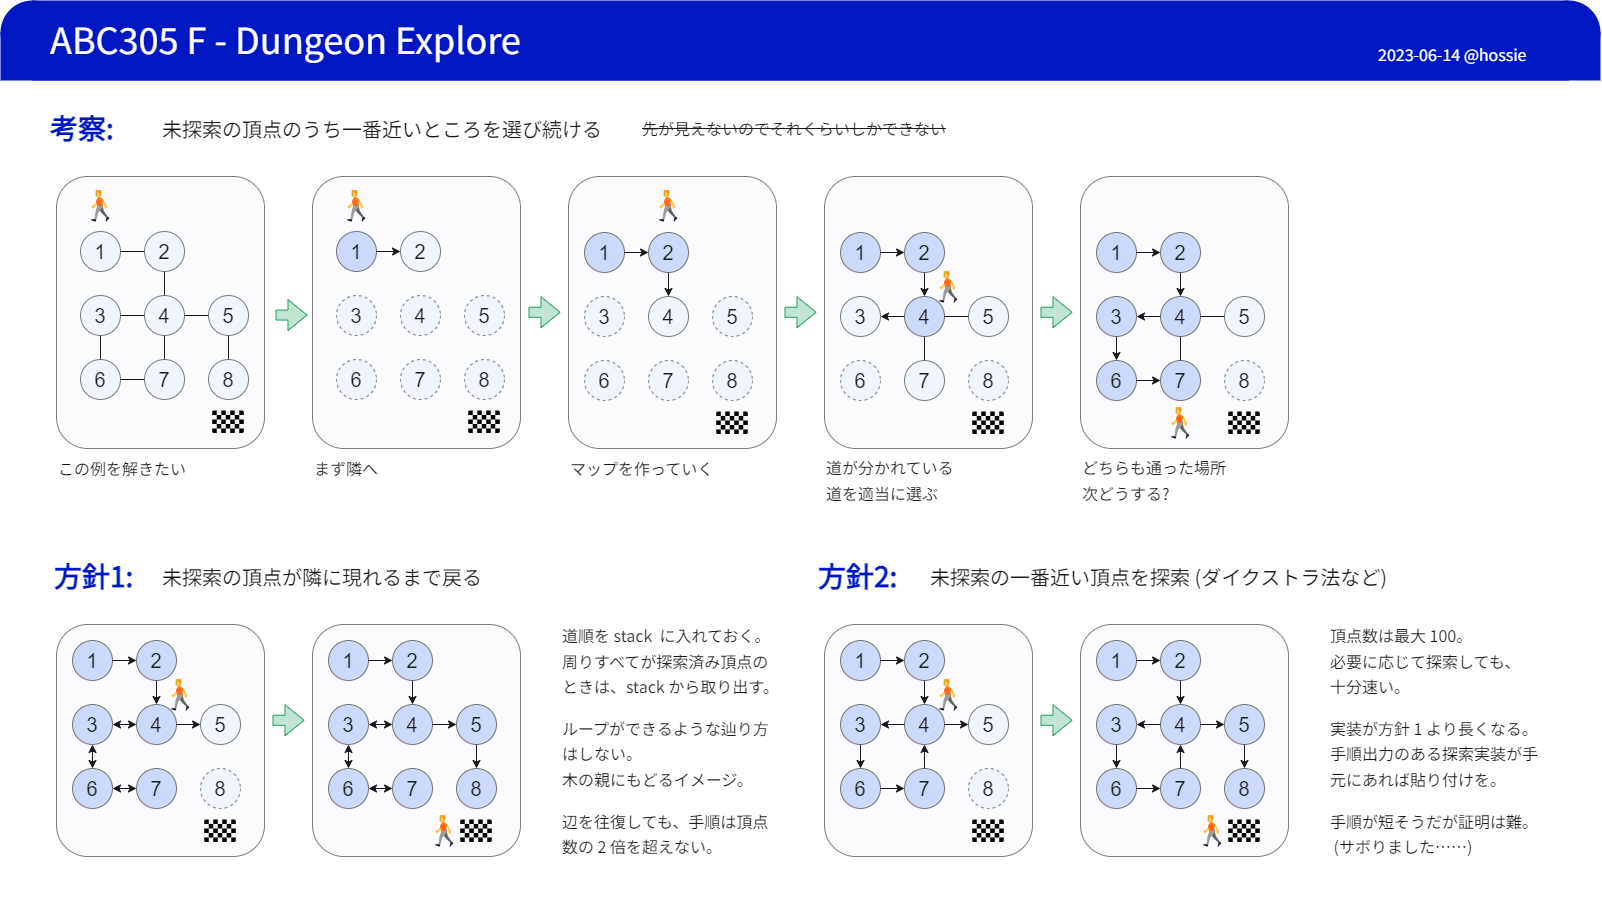 ABC305 F - Dungeon Explore
2023-06-14 @hossie
考察:
未探索の頂点のうち一番近いところを選び続ける
先が見えないのでそれくらいしかできない
1 2
3 4 5
6 7 8
この例を解きたい
1 2
3 4 5
6 7 8
まず隣へ
1 2
3 4 5
6 7 8
マップを作っていく
1 2
3 4 5
6 7 8
道が分かれている
道を適当に選ぶ
1 2
3 4 5
6 7 8
どちらも通った場所
次どうする?
方針1:
未探索の頂点が隣に現れるまで戻る
1 2
3 4 5
6 7 8
1 2
3 4 5
6 7 8
道順を stack に入れておく。
周りすべてが探索済み頂点の
ときは、stack から取り出す。
ループができるような辿り方
はしない。
木の親にもどるイメージ。
辺を往復しても、手順は頂点
数の 2 倍を超えない。
方針2:
未探索の一番近い頂点を探索 (ダイクストラ法など)
1 2
3 4 5
6 7 8
1 2
3 4 5
6 7 8
頂点数は最大 100。
必要に応じて探索しても、
十分速い。
実装が方針 1 より長くなる。
手順出力のある探索実装が手
元にあれば貼り付けを。
手順が短そうだが証明は難。
(サボりました……)